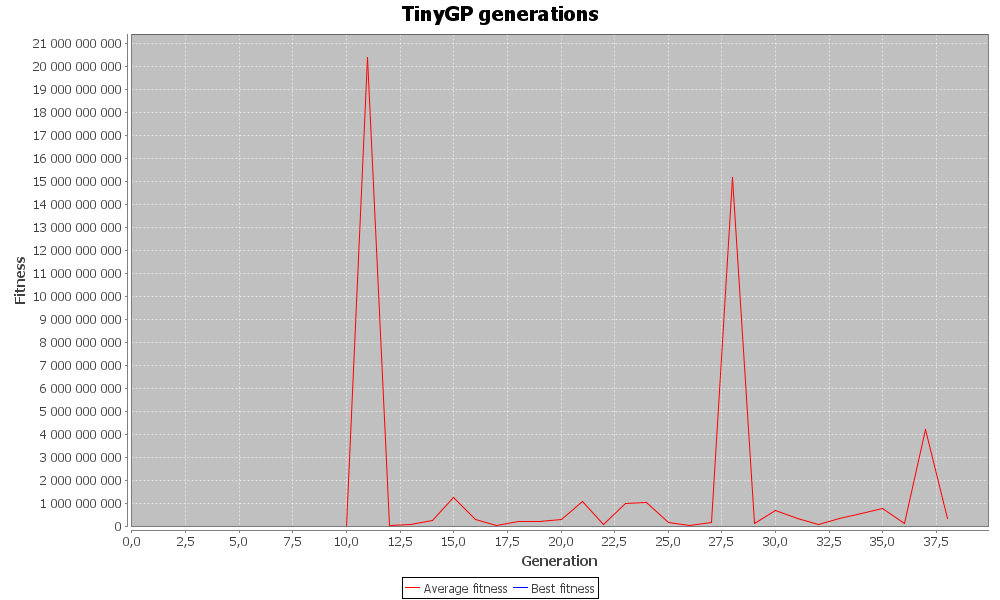 TinyGP generations
21 000 000 000
20 000 000 000
19 000 000 000
18 000 000 000
17 000 000 000
16 000 000 000
15 000 000 000
14 000 000 000
13 000 000 000
12 000 000 000
11 000 000 000
10 000 000 000
9 000 000 000
8 000 000 000
7 000 000 000
6 000 000 000
5 000 000 000
4 000 000 000
3 000 000 000
2 000 000 000
1 000 000 000
0
Fitness
0,0 2,5 5,0 7,5 10,0 12,5 15,0 17,5 20,0 22,5 25,0 27,5 30,0 32,5 35,0 37,5
Generation
Average fitness Best fitness